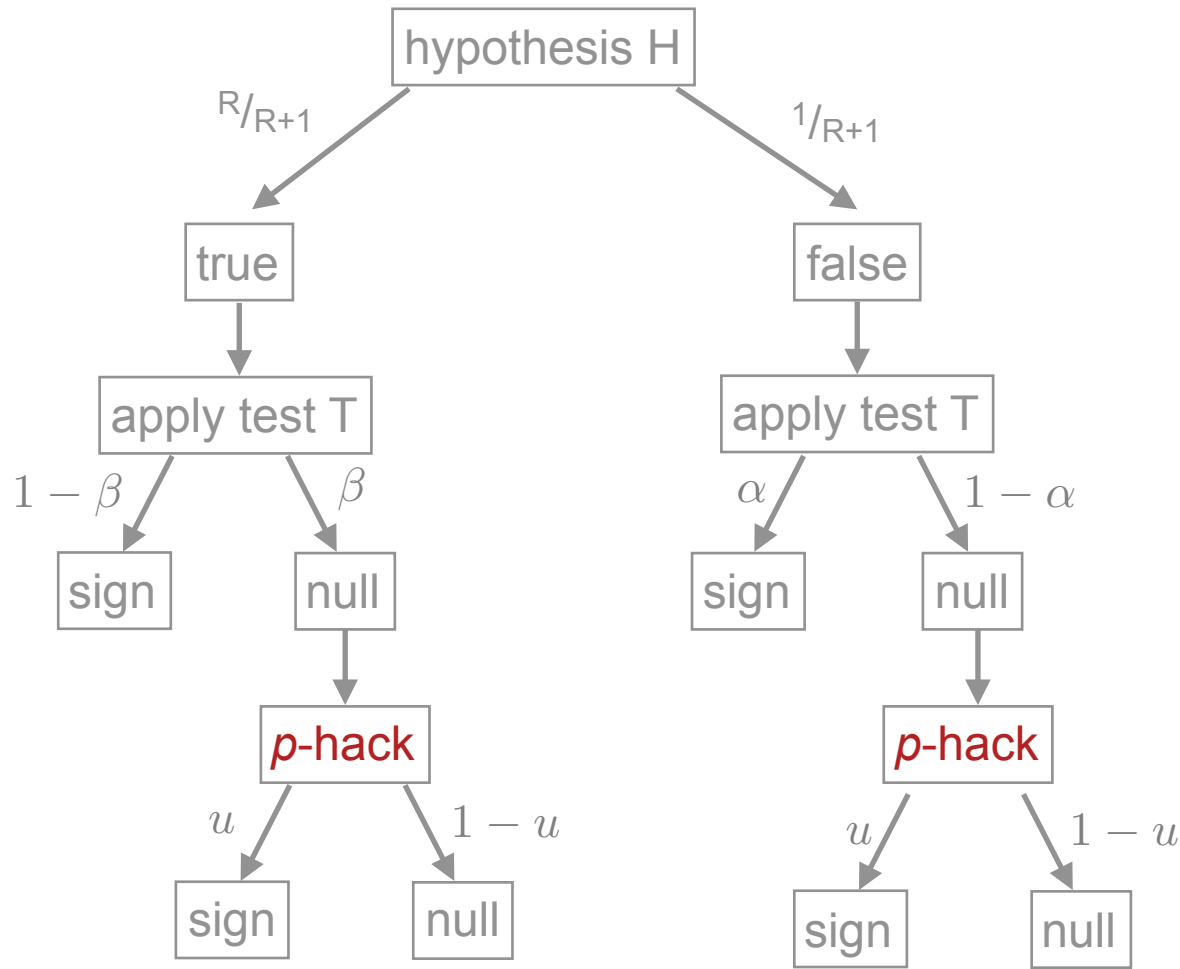 hypothesis H
R/R+1
1/R+1
true
false
apply test T
apply test T
1 − β
β
α
1 − α
sign
null
sign
null
p-hack
p-hack
u
1 − u
u
1 − u
sign
null
sign
null